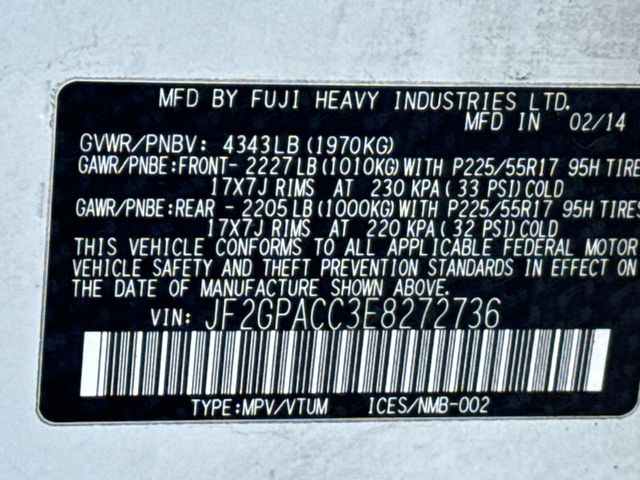 MFD BY FUJI HEAVY INDUSTRIES LTD.
MFD IN 02/14
GVWR/PNBV: 4343LB(1970KG)
GAWR/PNBE:FRONT- 2227LB(1010KG)WITH P225/55R17 95H TIRE
17X7J RIMS AT 230 KPA(33 PSI)COLD
GAWR/PNBE:REAR - 2205LB(1000KG)WITH P225/55R17 95H TIRES
17X7J RIMS AT 220 KPA(32 PSI)COLD
THIS VEHICLE CONFORMS TO ALL APPLICABLE FEDERAL MOTOR
VEHICLE SAFETY AND THEFT PREVENTION STANDARDS IN EFFECT ON
THE DATE OF MANUFACTURE SHOWN ABOVE.
VIN: JF2GPACC3E8272736
TYPE:MPV/VTUM ICES/NMB-002